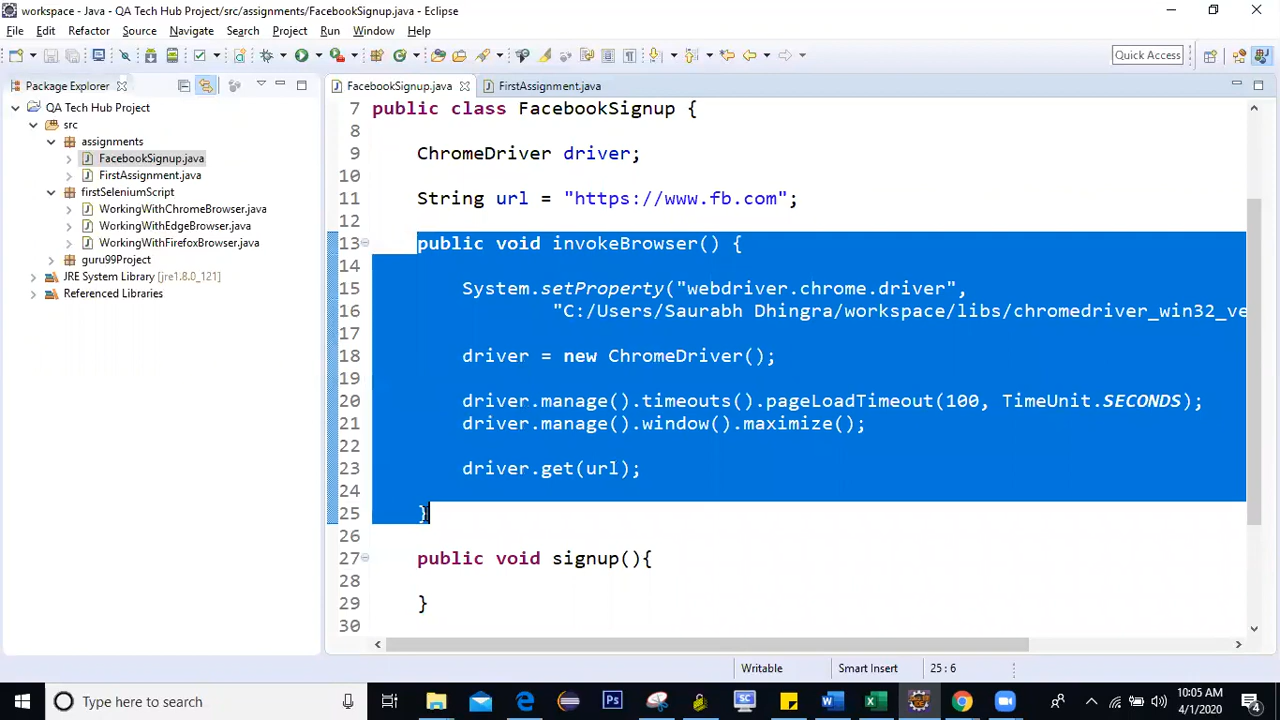 workspace - Java - QA Tech Hub Project/src/assignments/FacebookSignup.java - Eclipse
File Edit Refactor Source Navigate Search Project Run Window Help
Quick Access
Package Explorer
QA Tech Hub Project
src
assignments
FacebookSignup.java
FirstAssignment.java
firstSeleniumScript
WorkingWithChromeBrowser.java
WorkingWithEdgeBrowser.java
WorkingWithFirefoxBrowser.java
guru99Project
JRE System Library [jre1.8.0_121]
Referenced Libraries
FacebookSignup.java FirstAssignment.java
7 public class FacebookSignup {
8
9 ChromeDriver driver;
10
11 String url = "https://www.fb.com";
12
13 public void invokeBrowser() {
14
15 System.setProperty("webdriver.chrome.driver",
16 "C:/Users/Saurabh Dhingra/workspace/libs/chromedriver_win32_ve
17
18 driver = new ChromeDriver();
19
20 driver.manage().timeouts().pageLoadTimeout(100, TimeUnit.SECONDS);
21 driver.manage().window().maximize();
22
23 driver.get(url);
24
25 }
26
27 public void signup(){
28
29 }
30
Writable Smart Insert 25 : 6
Type here to search
Ps
SC
10:05 AM
4/1/2020
4